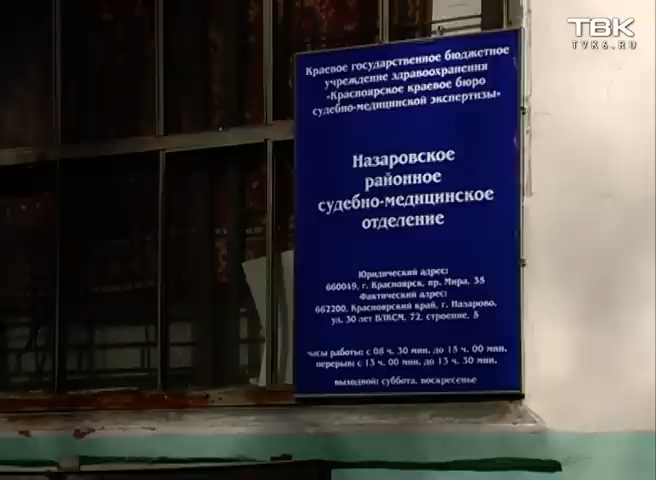 ТВК
TVK6.RU
Краевое государственное бюджетное
учреждение здравоохранения
«Красноярское краевое бюро
судебно-медицинской экспертизы»
Назаровское
районное
судебно-медицинское
отделение
Юридический адрес:
660049, г. Красноярск, пр. Мира, 35
Фактический адрес:
662200, Красноярский край, г. Назарово,
ул. 30 лет ВЛКСМ, 72, строение, 5
часы работы: с 08 ч. 30 мин. до 15 ч. 00 мин.
перерыв: с 13 ч. 00 мин. до 13 ч. 30 мин.
выходной: суббота, воскресенье